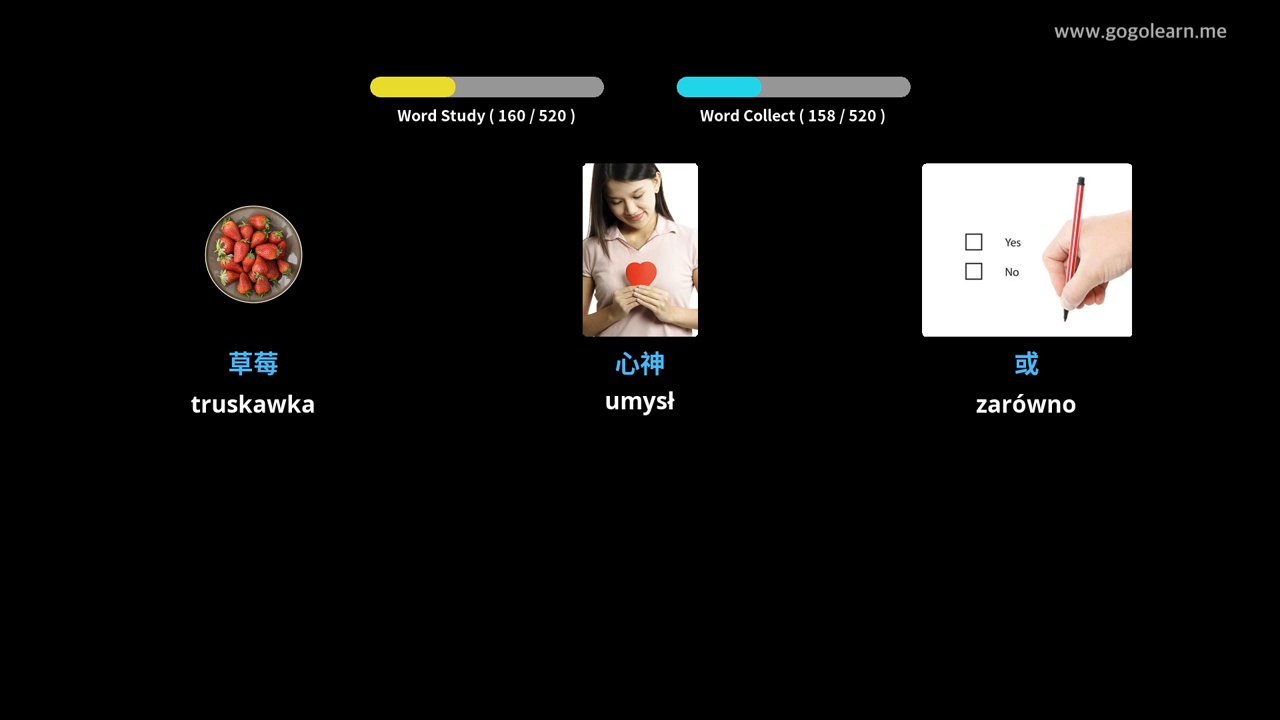 www.gogolearn.me
Word Study ( 160 / 520 )
Word Collect ( 158 / 520 )
Yes
No
草莓
心神
或
truskawka
umysł
zarówno